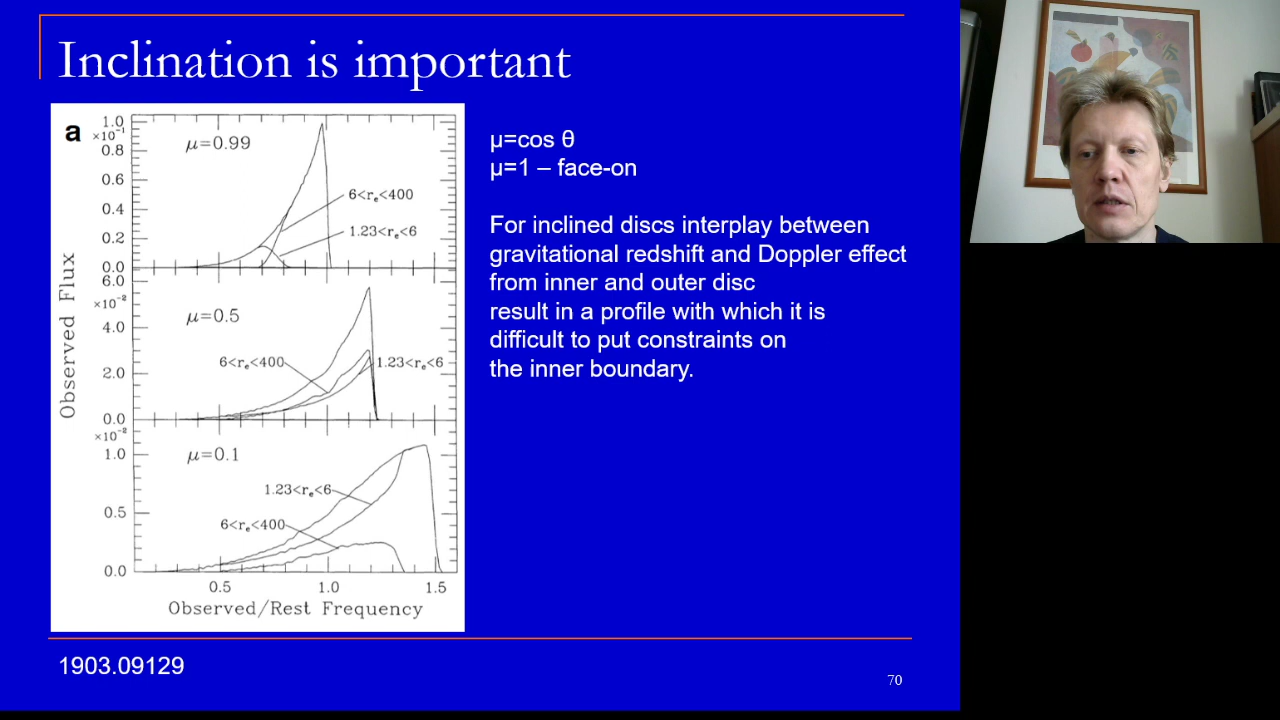 Inclination is important
a
1.0
×10⁻¹
0.8
0.6
0.4
0.2
0.0
μ=0.99
6<rₑ<400
1.23<rₑ<6
6.0
×10⁻²
4.0
2.0
0.0
μ=0.5
6<rₑ<400
1.23<rₑ<6
×10⁻²
1.0
0.5
0.0
μ=0.1
1.23<rₑ<6
6<rₑ<400
0.5 1.0 1.5
Observed/Rest Frequency
Observed Flux
μ=cos θ
μ=1 – face-on
For inclined discs interplay between
gravitational redshift and Doppler effect
from inner and outer disc
result in a profile with which it is
difficult to put constraints on
the inner boundary.
1903.09129
70